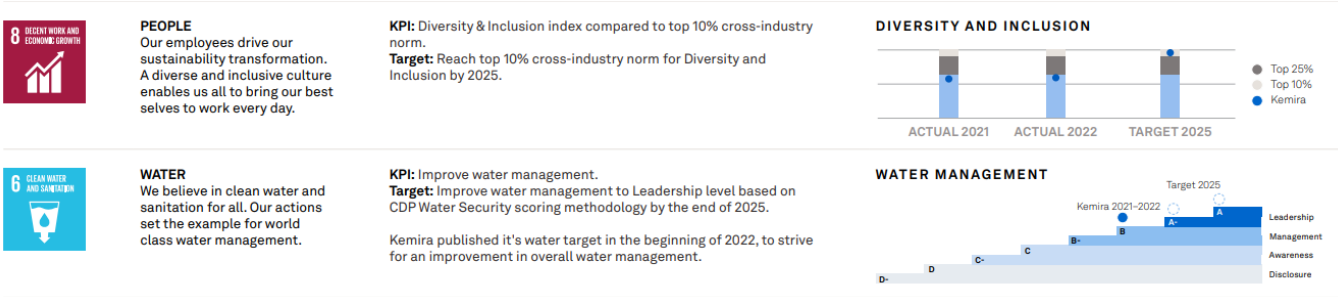 8 DECENT WORK AND
ECONOMIC GROWTH
PEOPLE
Our employees drive our
sustainability transformation.
A diverse and inclusive culture
enables us all to bring our best
selves to work every day.
KPI: Diversity & Inclusion index compared to top 10% cross-industry
norm.
Target: Reach top 10% cross-industry norm for Diversity and
Inclusion by 2025.
DIVERSITY AND INCLUSION
Top 25%
Top 10%
Kemira
ACTUAL 2021 ACTUAL 2022 TARGET 2025
6 CLEAN WATER
AND SANITATION
WATER
We believe in clean water and
sanitation for all. Our actions
set the example for world
class water management.
KPI: Improve water management.
Target: Improve water management to Leadership level based on
CDP Water Security scoring methodology by the end of 2025.
Kemira published it's water target in the beginning of 2022, to strive
for an improvement in overall water management.
WATER MANAGEMENT
Target 2025
Kemira 2021–2022
A Leadership
A-
B Management
B-
C Awareness
C-
D Disclosure
D-